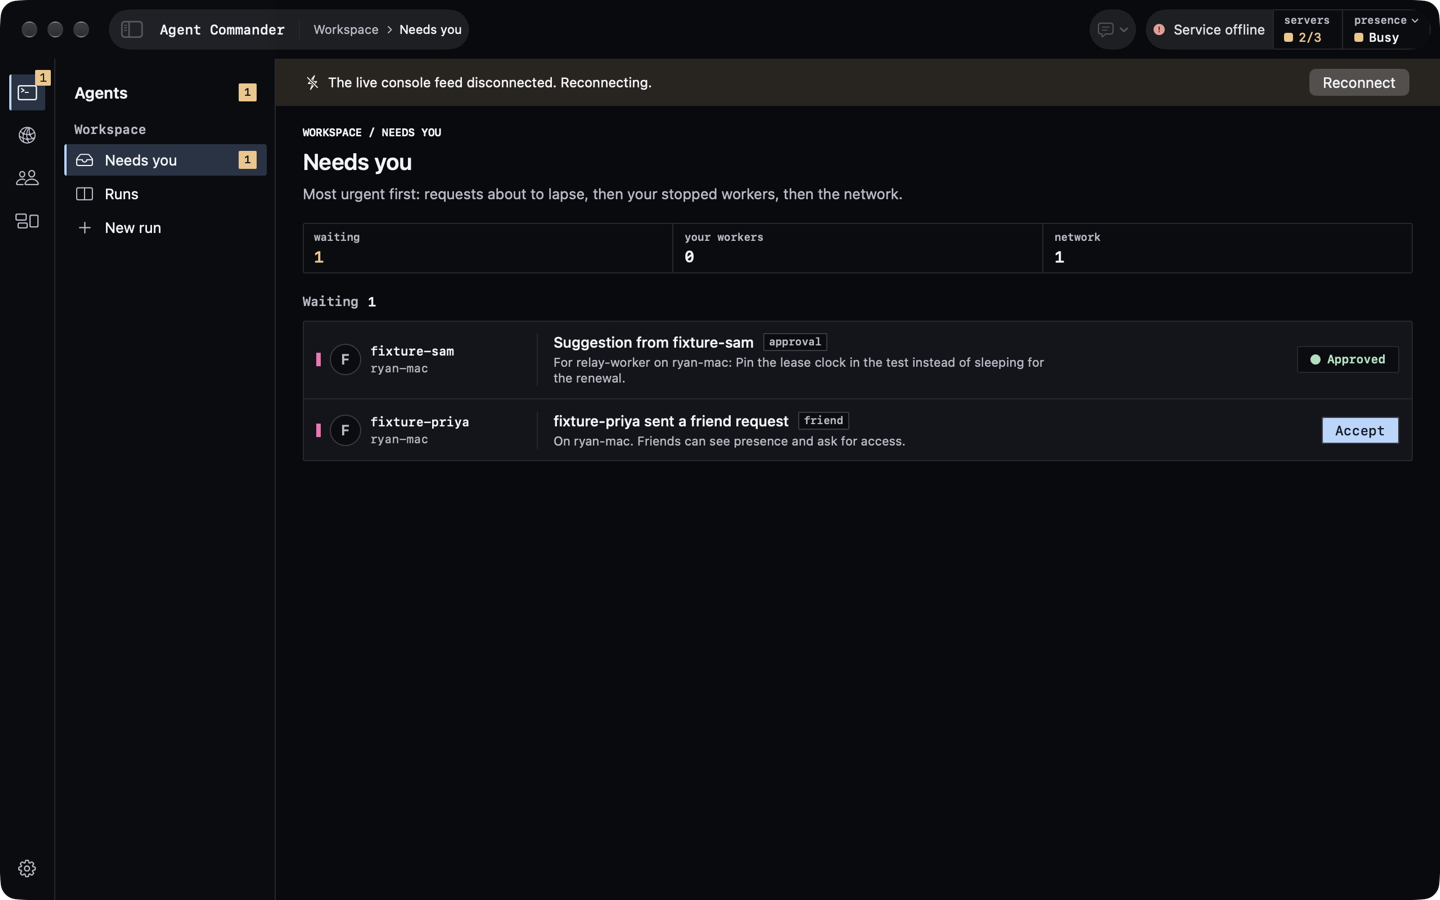 Agent Commander
Workspace > Needs you
Service offline
servers
2/3
presence
Busy
1
Agents
1
Workspace
Needs you
1
Runs
New run
The live console feed disconnected. Reconnecting.
Reconnect
WORKSPACE / NEEDS YOU
Needs you
Most urgent first: requests about to lapse, then your stopped workers, then the network.
waiting
1
your workers
0
network
1
Waiting 1
F
fixture-sam
ryan-mac
Suggestion from fixture-sam approval
For relay-worker on ryan-mac: Pin the lease clock in the test instead of sleeping for
the renewal.
Approved
F
fixture-priya
ryan-mac
fixture-priya sent a friend request friend
On ryan-mac. Friends can see presence and ask for access.
Accept